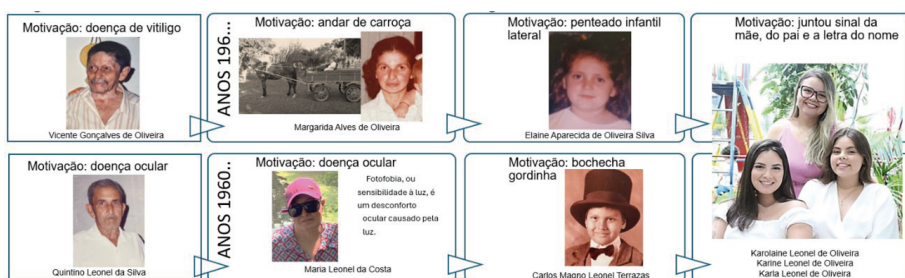 Motivação: doença de vitiligo
Vicente Gonçalves de Oliveira
ANOS 196...
Motivação: andar de carroça
Margarida Alves de Oliveira
Motivação: penteado infantil
lateral
Elaine Aparecida de Oliveira Silva
Motivação: juntou sinal da
mãe, do pai e a letra do nome
Motivação: doença ocular
Quintino Leonel da Silva
ANOS 1960...
Motivação: doença ocular
Fotofobia, ou
sensibilidade à luz, é
um desconforto
ocular causado pela
luz.
Maria Leonel da Costa
Motivação: bochecha
gordinha
Carlos Magno Leonel Terrazas
Karolaine Leonel de Oliveira
Karine Leonel de Oliveira
Karla Leonel de Oliveira